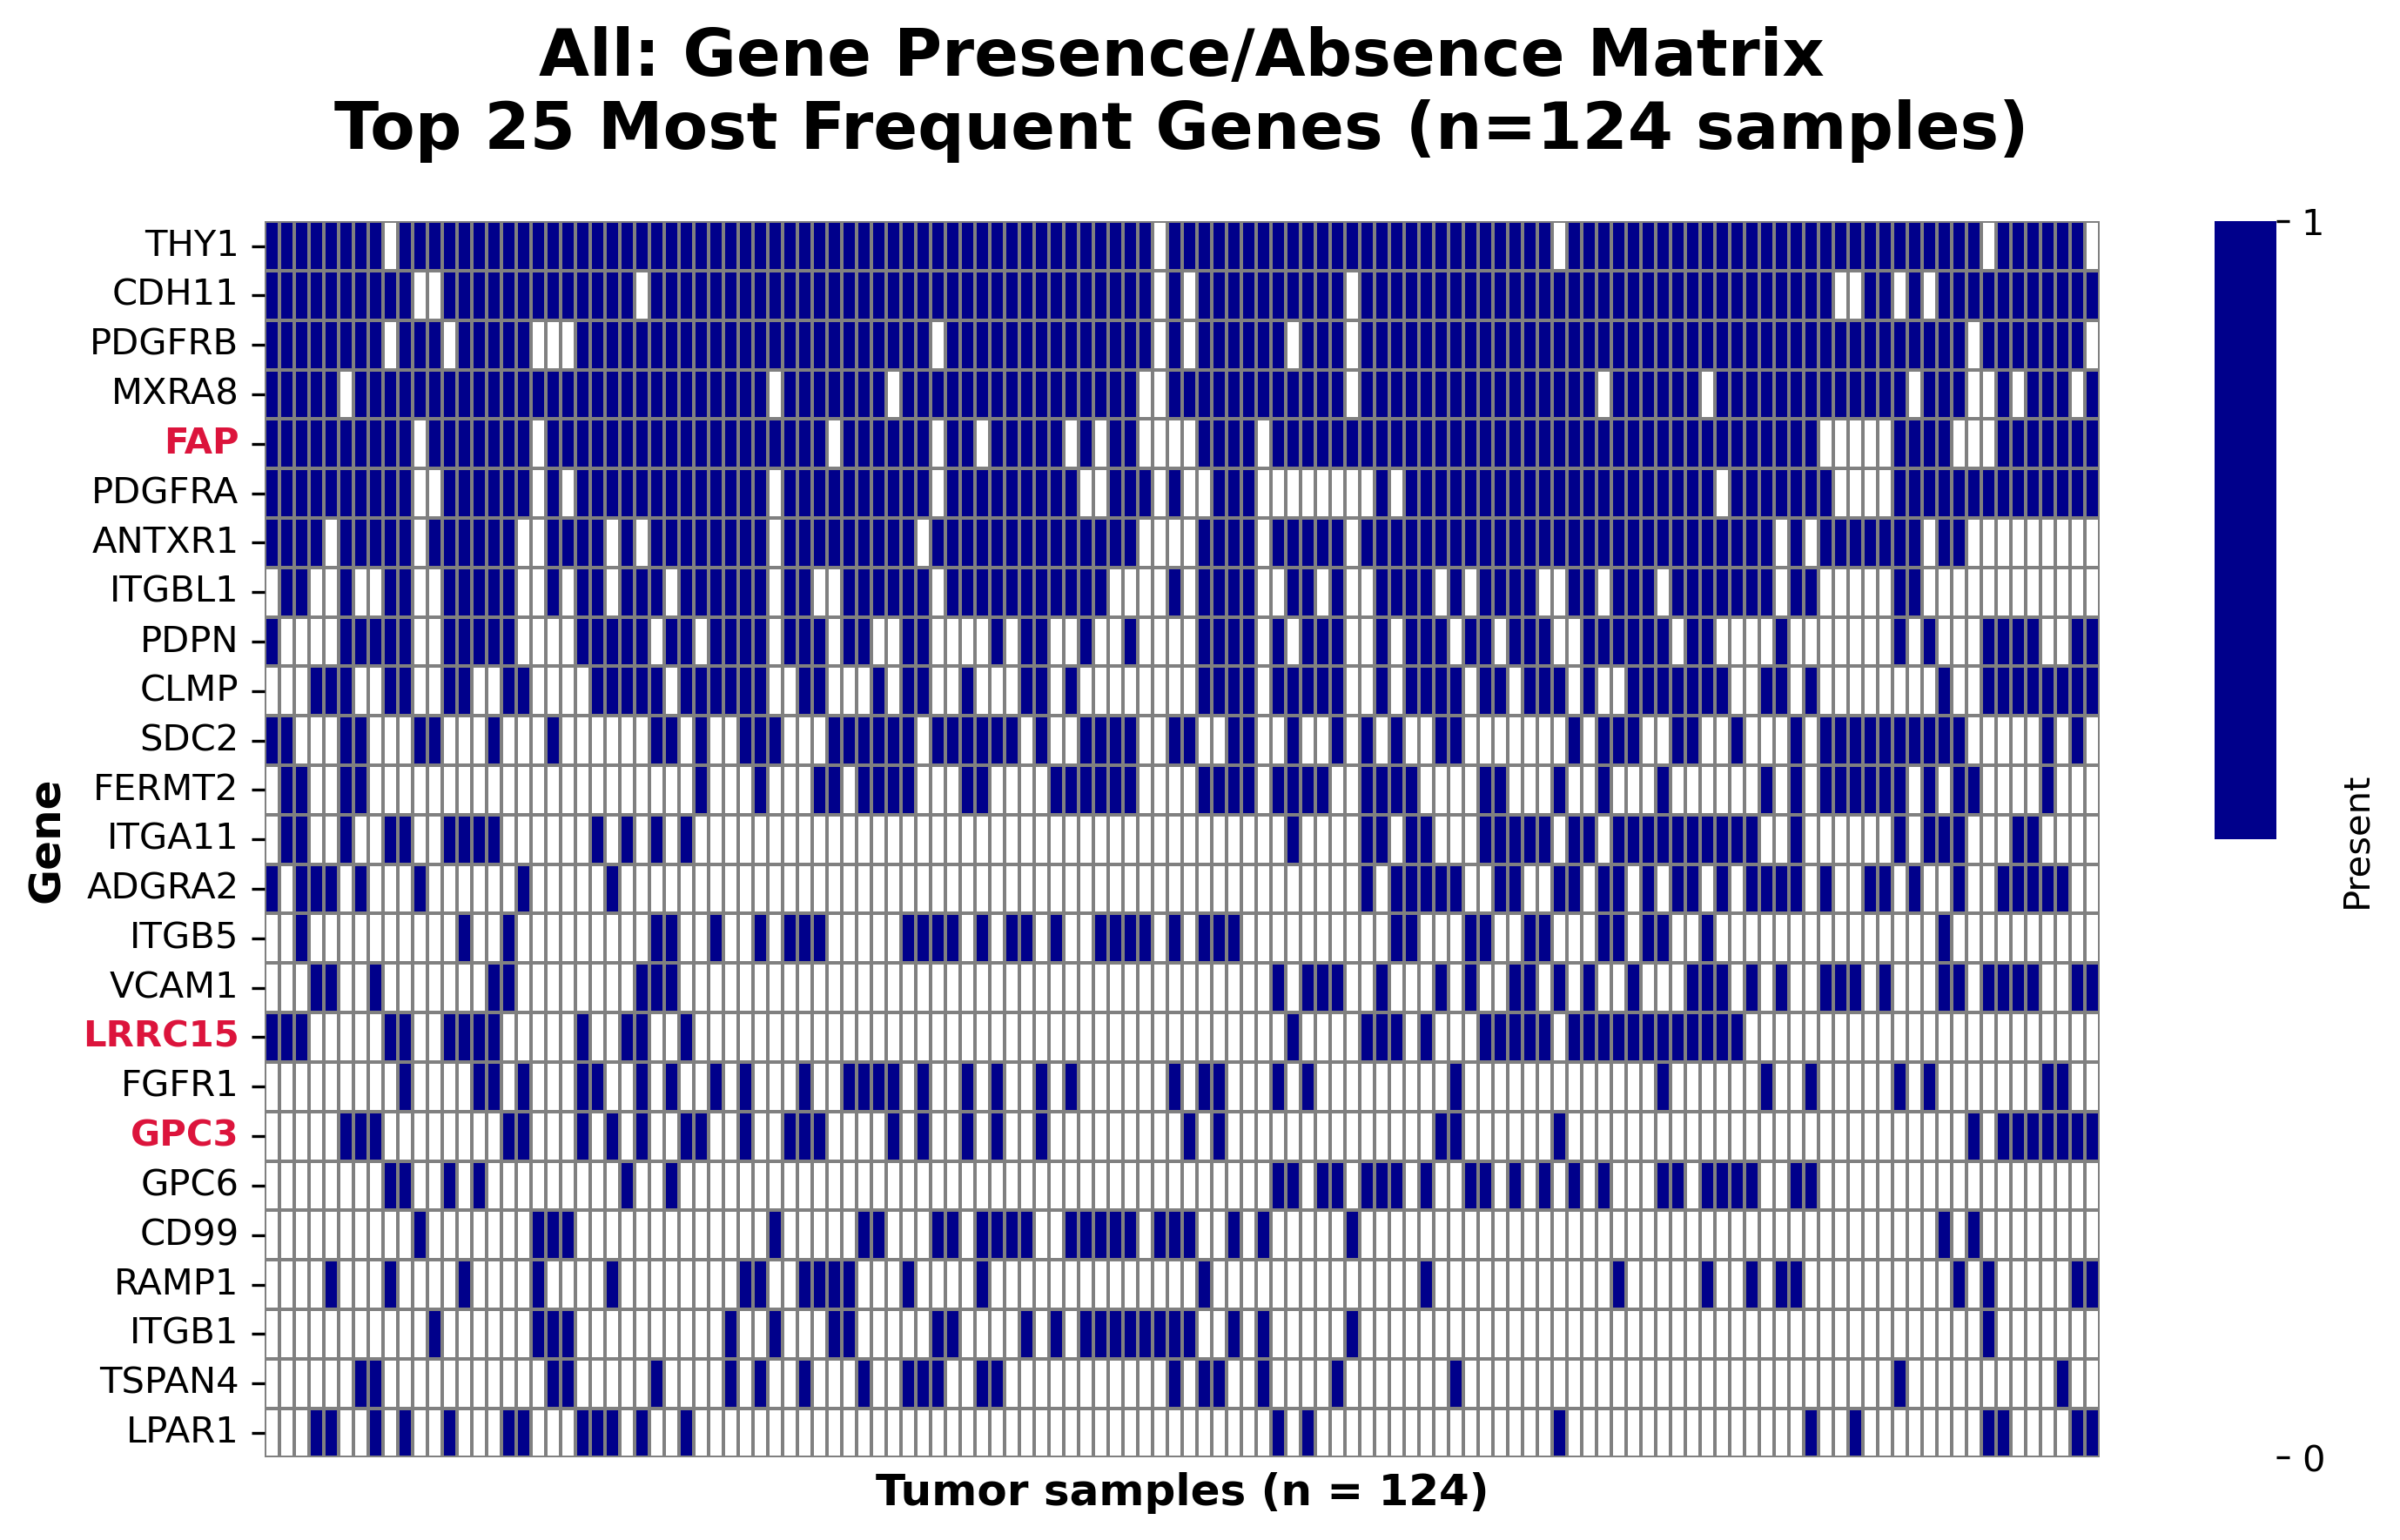 All: Gene Presence/Absence Matrix
Top 25 Most Frequent Genes (n=124 samples)
THY1
CDH11
PDGFRB
MXRA8
FAP
PDGFRA
ANTXR1
ITGBL1
PDPN
CLMP
SDC2
FERMT2
ITGA11
ADGRA2
ITGB5
VCAM1
LRRC15
FGFR1
GPC3
GPC6
CD99
RAMP1
ITGB1
TSPAN4
LPAR1
Gene
Tumor samples (n = 124)
1
0
Present